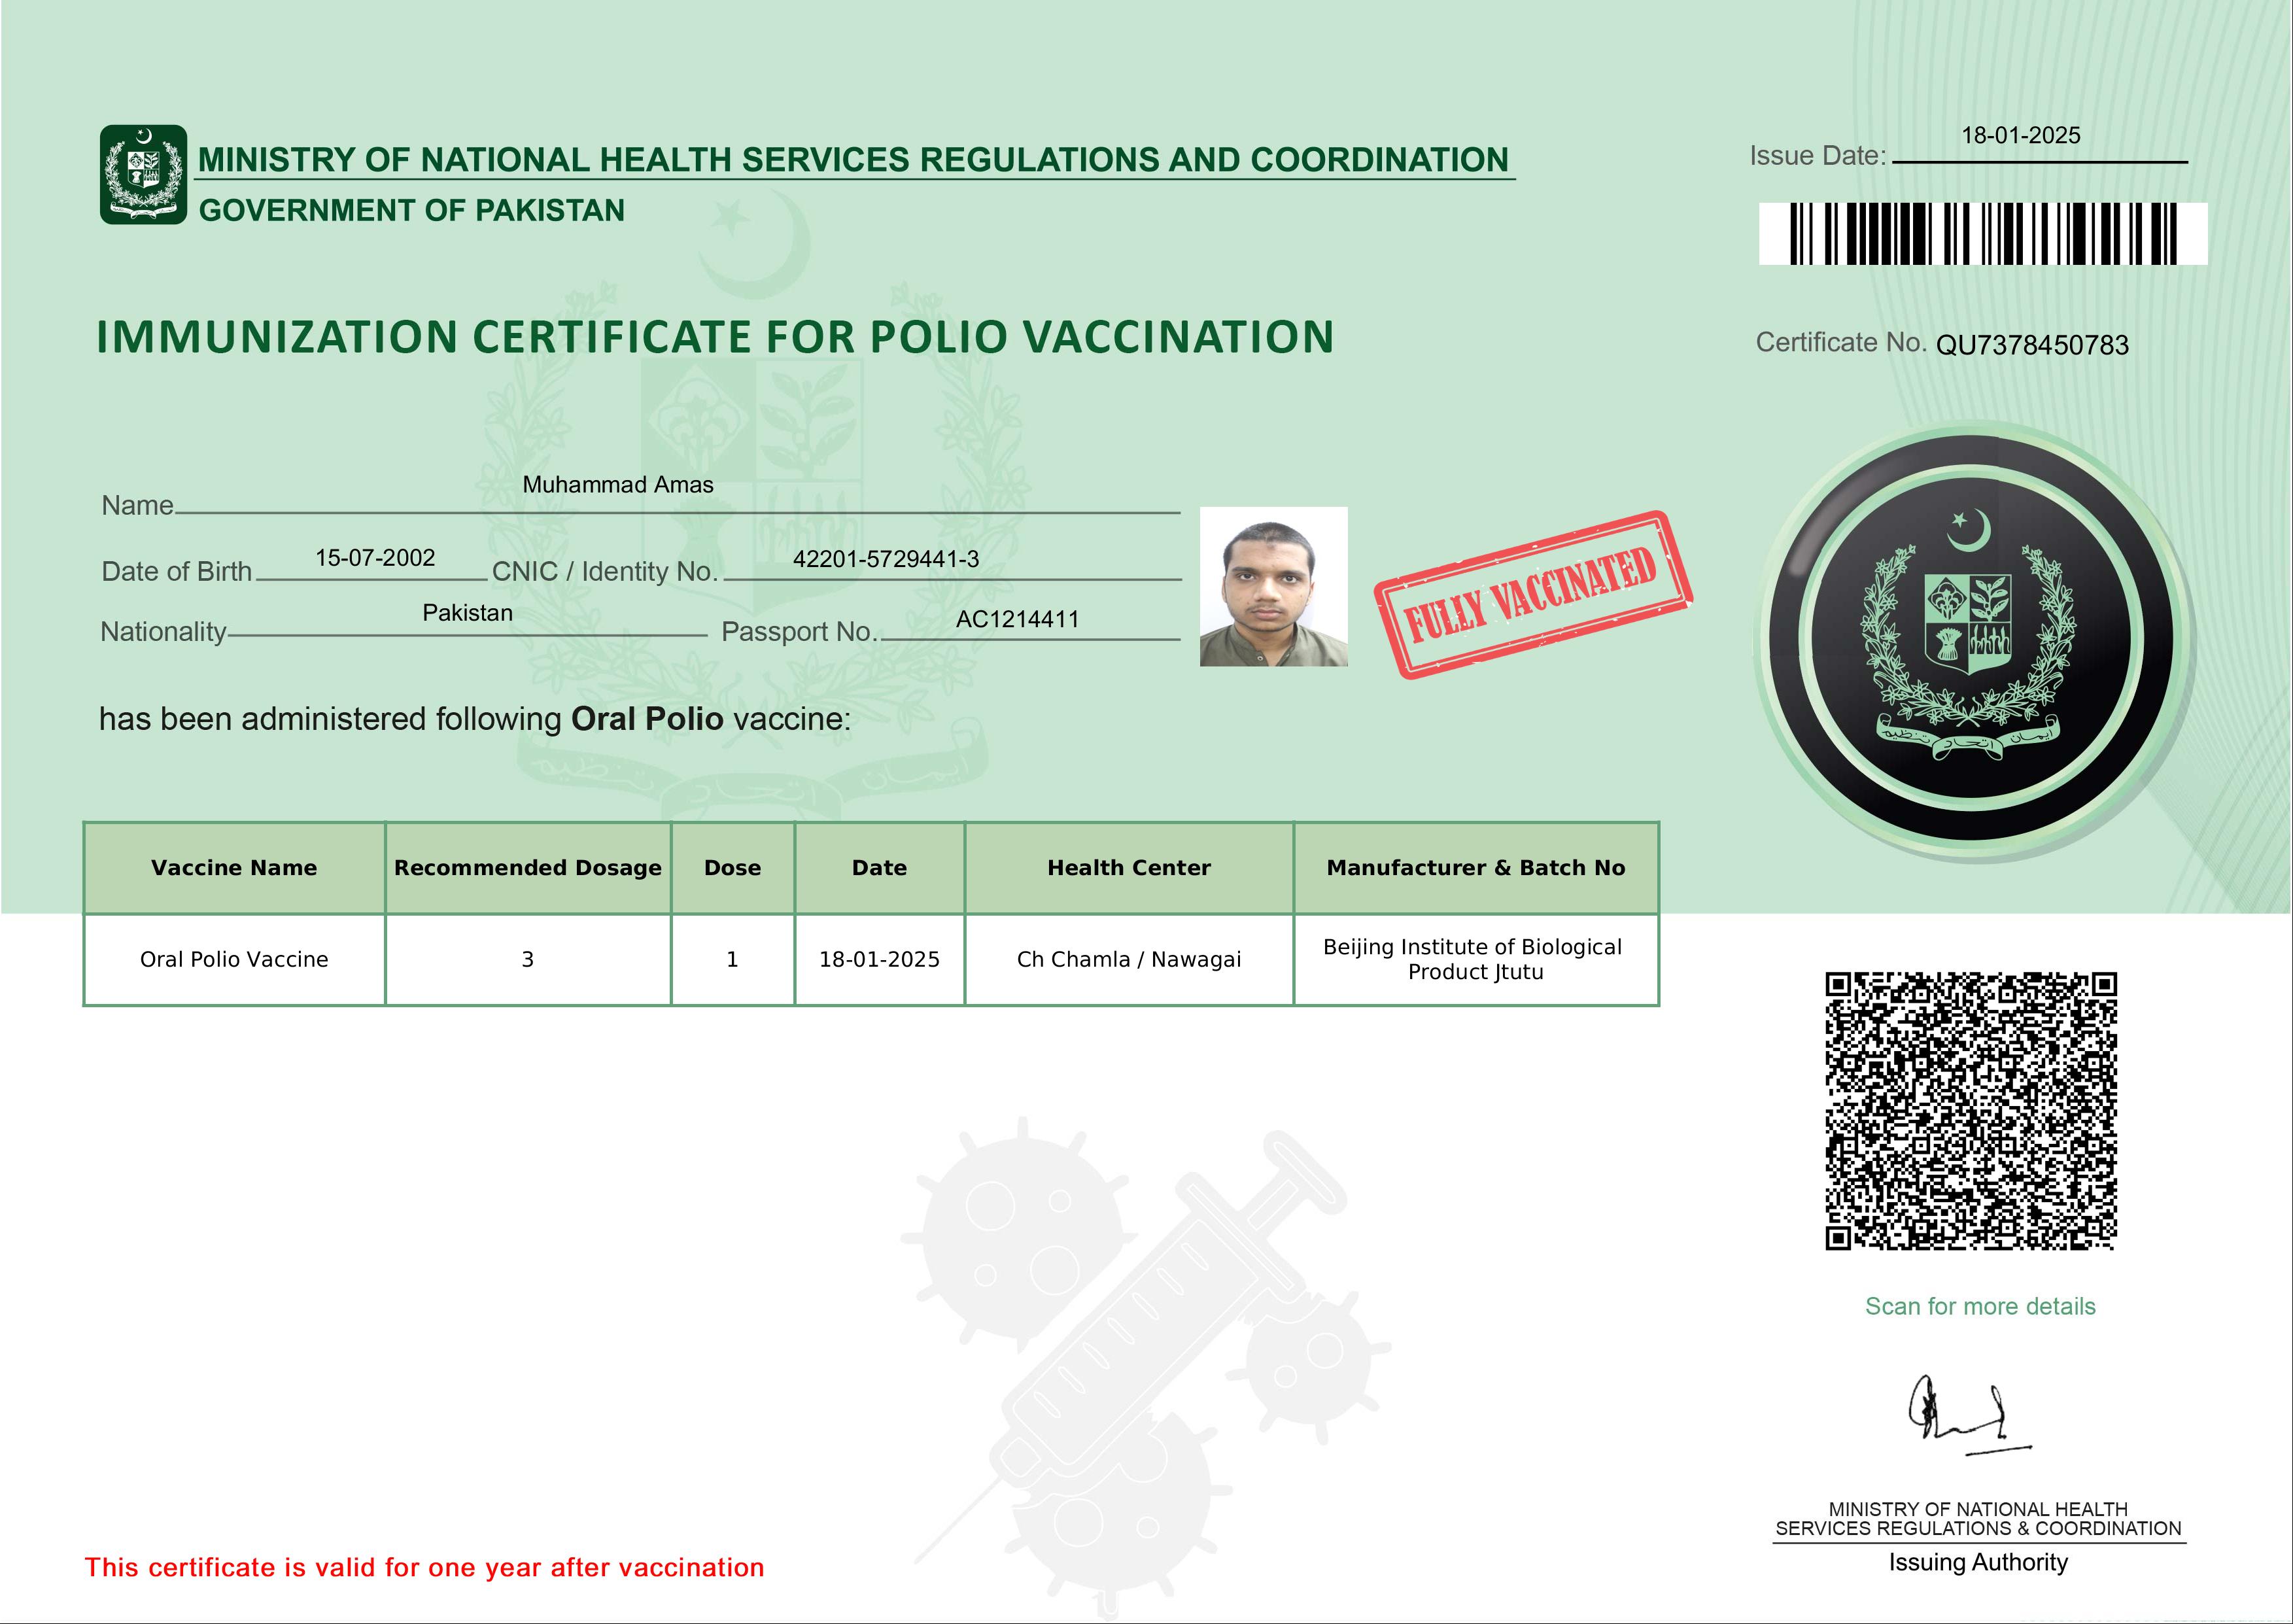 MINISTRY OF NATIONAL HEALTH SERVICES REGULATIONS AND COORDINATION
GOVERNMENT OF PAKISTAN
Issue Date: 18-01-2025
IMMUNIZATION CERTIFICATE FOR POLIO VACCINATION
Certificate No. QU7378450783
Name Muhammad Amas
Date of Birth 15-07-2002 CNIC / Identity No. 42201-5729441-3
Nationality Pakistan Passport No. AC1214411
FULLY VACCINATED
ایمان اتحاد تنظیم
has been administered following Oral Polio vaccine:
Vaccine Name Recommended Dosage Dose Date Health Center Manufacturer & Batch No
Oral Polio Vaccine 3 1 18-01-2025 Ch Chamla / Nawagai Beijing Institute of Biological
Product Jtutu
Scan for more details
MINISTRY OF NATIONAL HEALTH
SERVICES REGULATIONS & COORDINATION
Issuing Authority
This certificate is valid for one year after vaccination